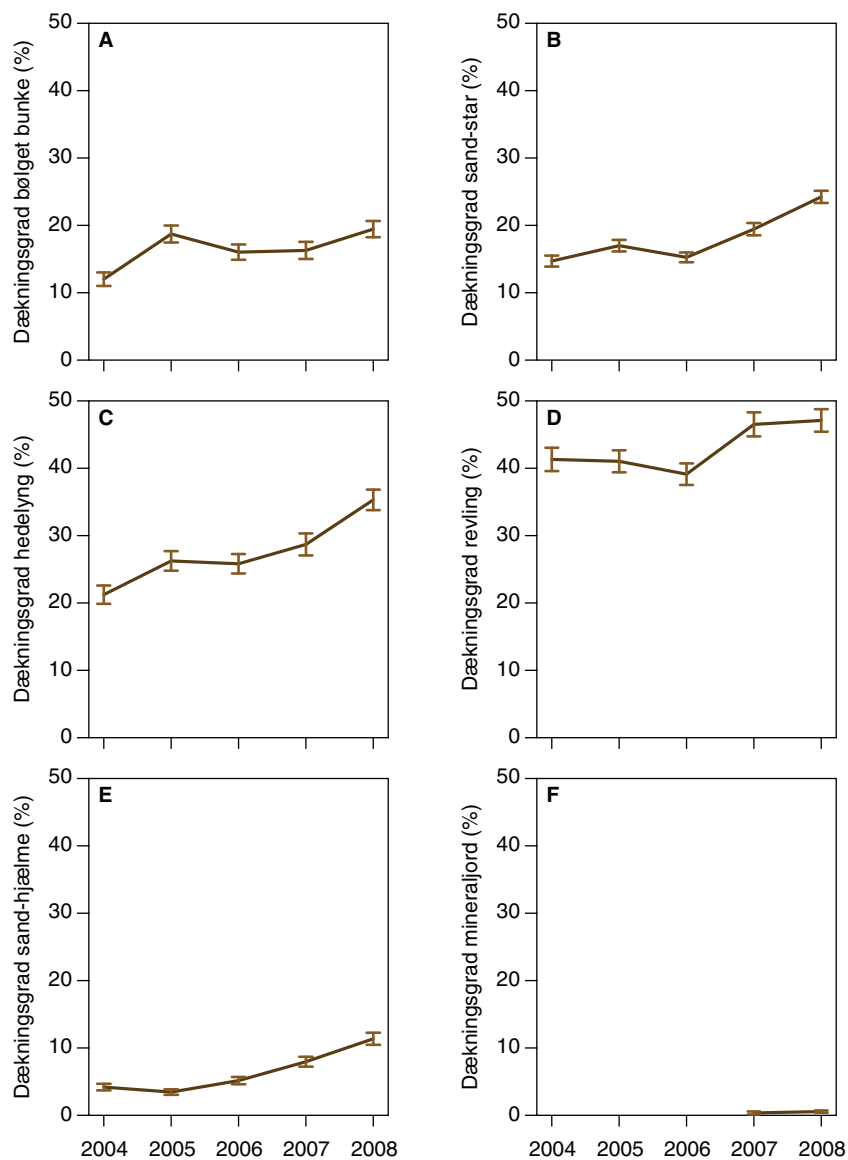 A
Dækningsgrad bølget bunke (%)
50
40
30
20
10
0
B
Dækningsgrad sand-star (%)
50
40
30
20
10
0
C
Dækningsgrad hedelyng (%)
50
40
30
20
10
0
D
Dækningsgrad revling (%)
50
40
30
20
10
0
E
Dækningsgrad sand-hjælme (%)
50
40
30
20
10
0
2004 2005 2006 2007 2008
F
Dækningsgrad mineraljord (%)
50
40
30
20
10
0
2004 2005 2006 2007 2008